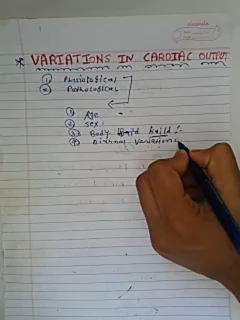 * VARIATIONS IN CARDIAC OUTPUT
① Physiological
② Pathological
① Age -
② Sex :
③ Body Build :-
④ Diurnal Variations